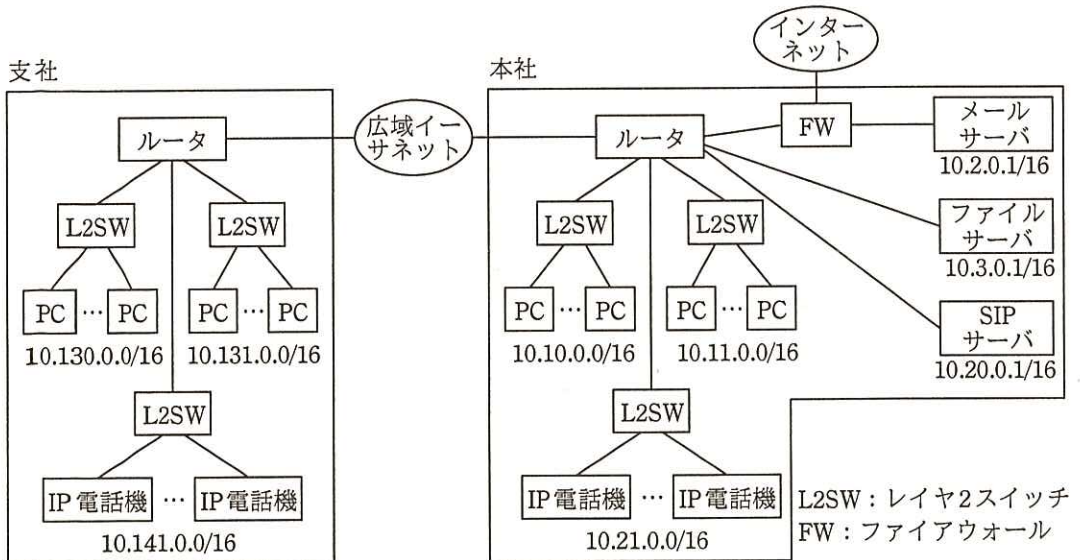 インター
ネット
支社
本社
ルータ
広域イー
サネット
ルータ
FW
メール
サーバ
10.2.0.1/16
L2SW
L2SW
L2SW
L2SW
ファイル
サーバ
10.3.0.1/16
PC … PC
PC … PC
PC … PC
PC … PC
SIP
サーバ
10.20.0.1/16
10.130.0.0/16
10.131.0.0/16
10.10.0.0/16
10.11.0.0/16
L2SW
L2SW
IP電話機 … IP電話機
IP電話機 … IP電話機
10.141.0.0/16
10.21.0.0/16
L2SW：レイヤ2スイッチ
FW：ファイアウォール